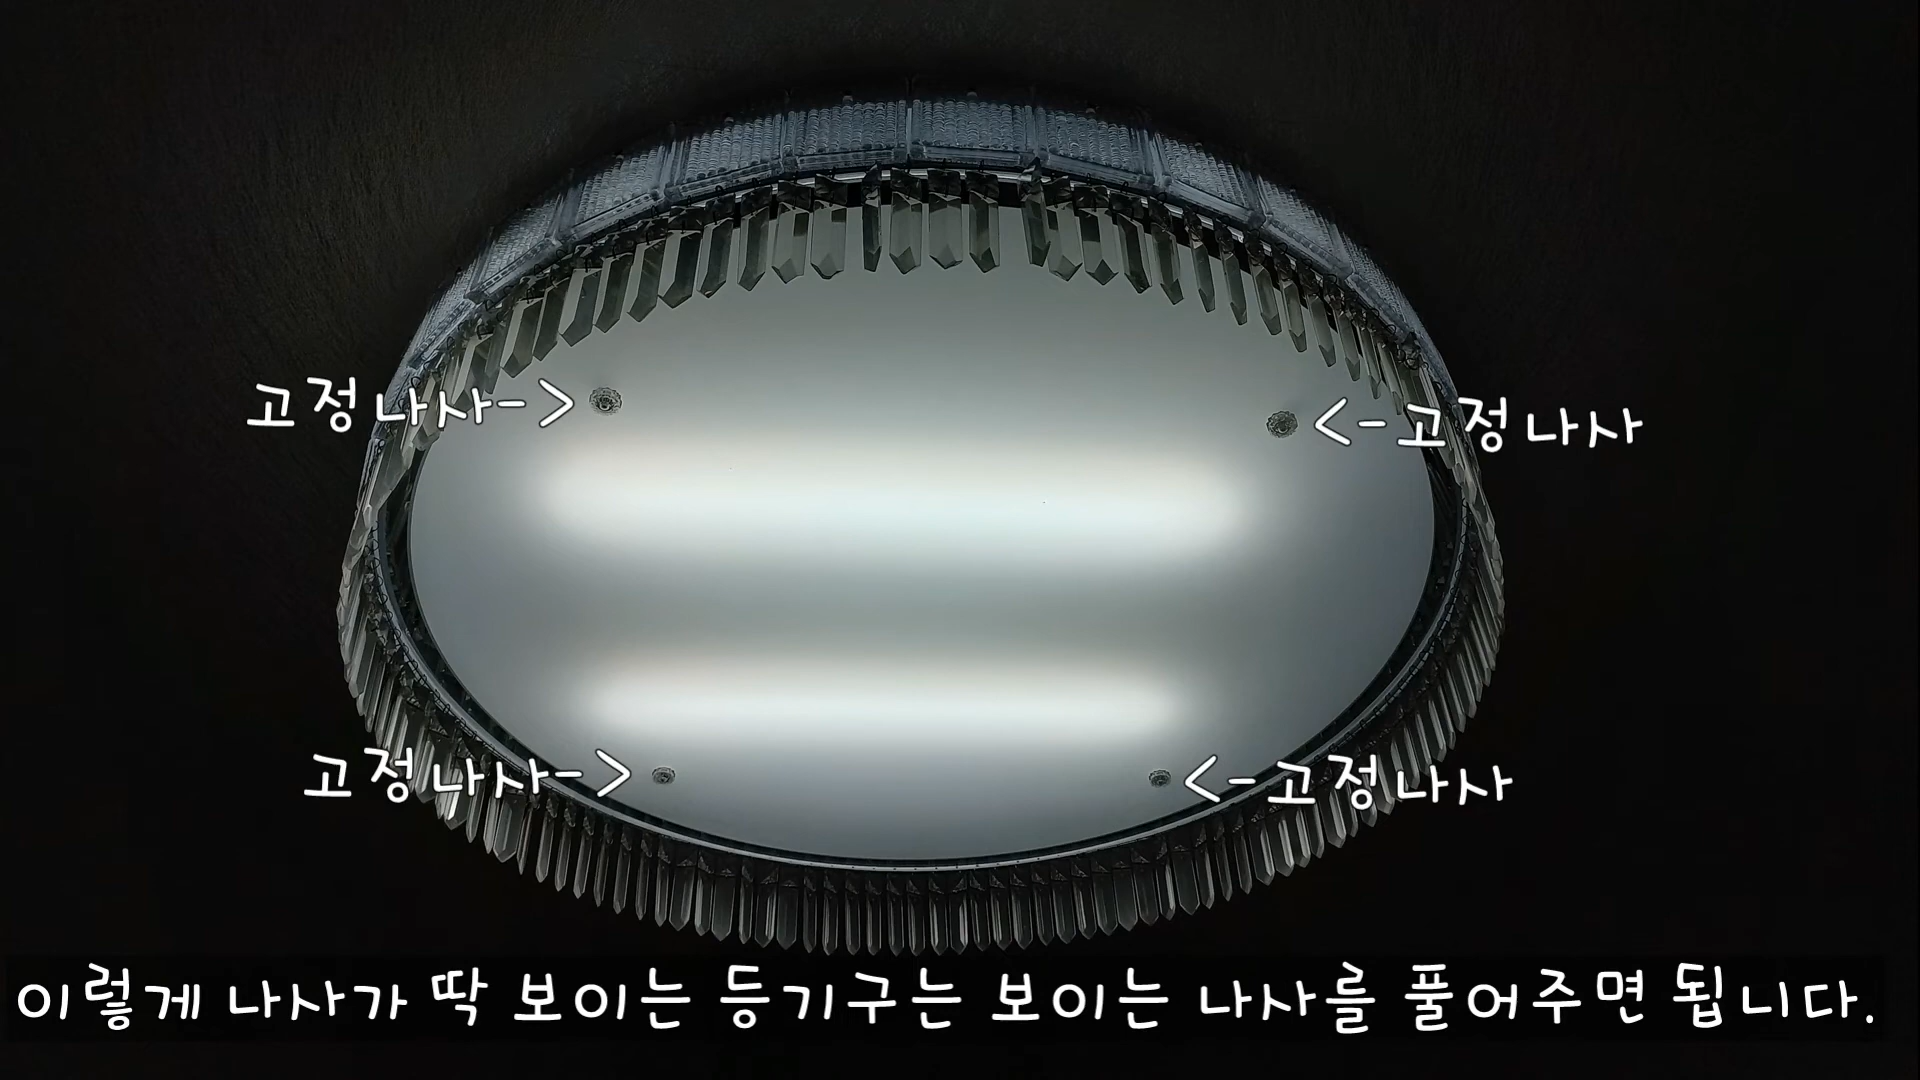 고정나사->
<-고정나사
고정나사->
<-고정나사
이렇게 나사가 딱 보이는 등기구는 보이는 나사를 풀어주면 됩니다.